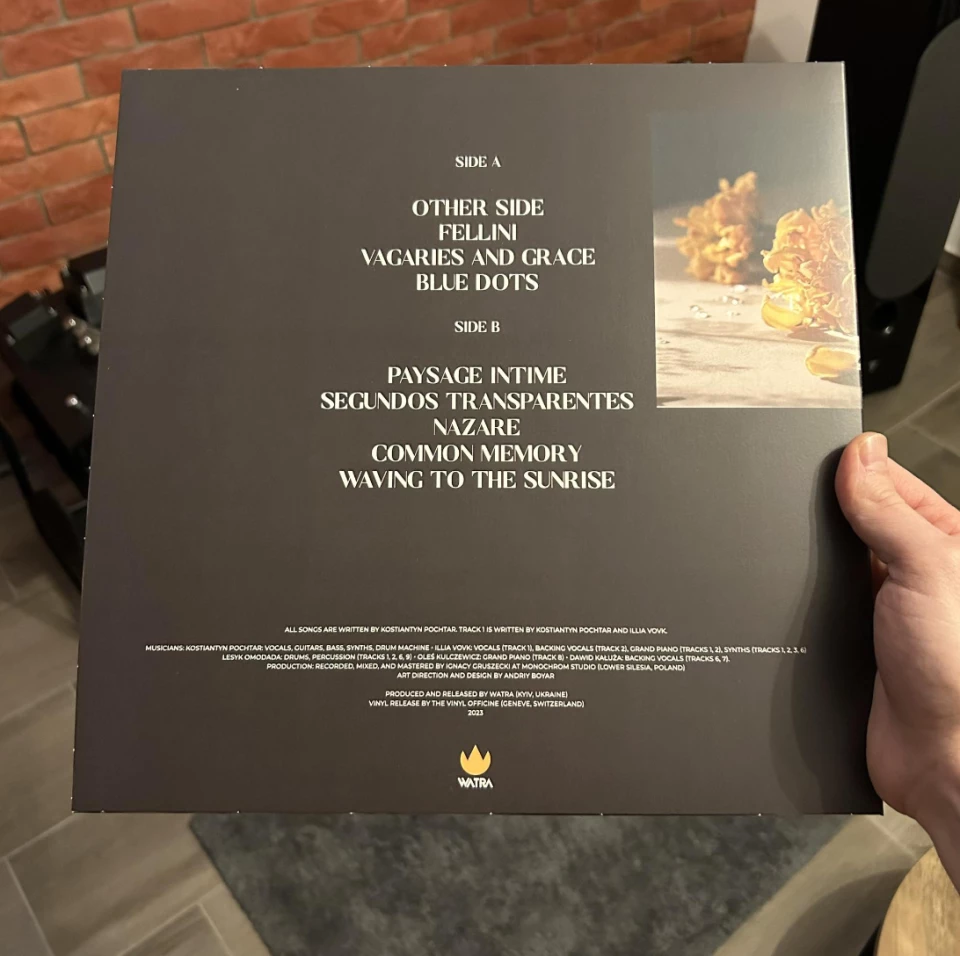 SIDE A
OTHER SIDE
FELLINI
VAGARIES AND GRACE
BLUE DOTS
SIDE B
PAYSAGE INTIME
SEGUNDOS TRANSPARENTES
NAZARE
COMMON MEMORY
WAVING TO THE SUNRISE
ALL SONGS ARE WRITTEN BY KOSTIANTYN POCHTAR. TRACK 1 IS WRITTEN BY KOSTIANTYN POCHTAR AND ILLIA VOVK.
MUSICIANS: KOSTIANTYN POCHTAR: VOCALS, GUITARS, BASS, SYNTHS, DRUM MACHINE • ILLIA VOVK: VOCALS (TRACK 1), BACKING VOCALS (TRACK 2), GRAND PIANO (TRACKS 1, 2), SYNTHS (TRACKS 1, 2, 3, 6)
LESYK OMODADA: DRUMS, PERCUSSION (TRACKS 1, 2, 6, 9) • OLEŚ KULCZEWICZ: GRAND PIANO (TRACK 8) • DAWID KAŁUŻA: BACKING VOCALS (TRACKS 6, 7).
PRODUCTION: RECORDED, MIXED, AND MASTERED BY IGNACY GRUSZECKI AT MONOCHROM STUDIO (LOWER SILESIA, POLAND)
ART DIRECTION AND DESIGN BY ANDRIY BOYAR
PRODUCED AND RELEASED BY WATRA (KYIV, UKRAINE)
VINYL RELEASE BY THE VINYL OFFICINE (GENEVE, SWITZERLAND)
2023
WATRA